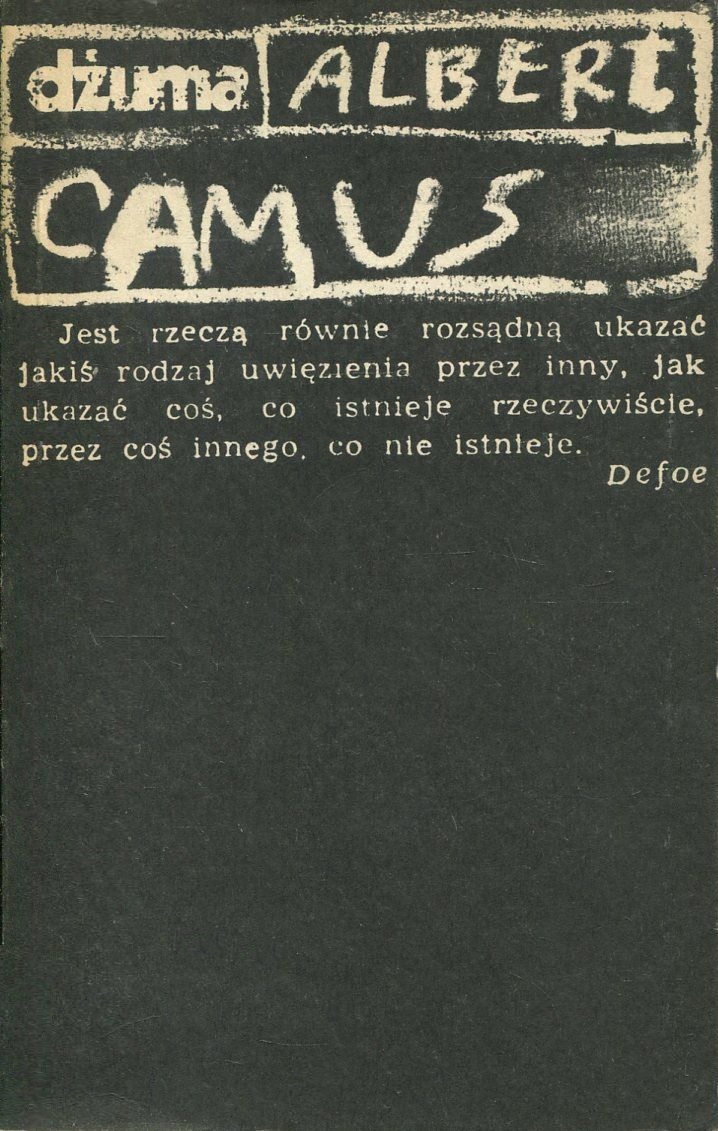 dżuma ALBERT
CAMUS
Jest rzeczą równie rozsądną ukazać
jakiś rodzaj uwięzienia przez inny, jak
ukazać coś, co istnieje rzeczywiście,
przez coś innego, co nie istnieje.
Defoe